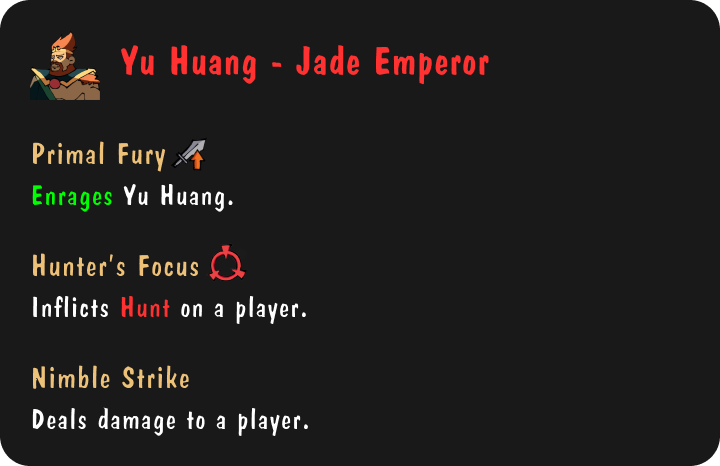 Yu Huang - Jade Emperor
Primal Fury
Enrages Yu Huang.
Hunter's Focus
Inflicts Hunt on a player.
Nimble Strike
Deals damage to a player.